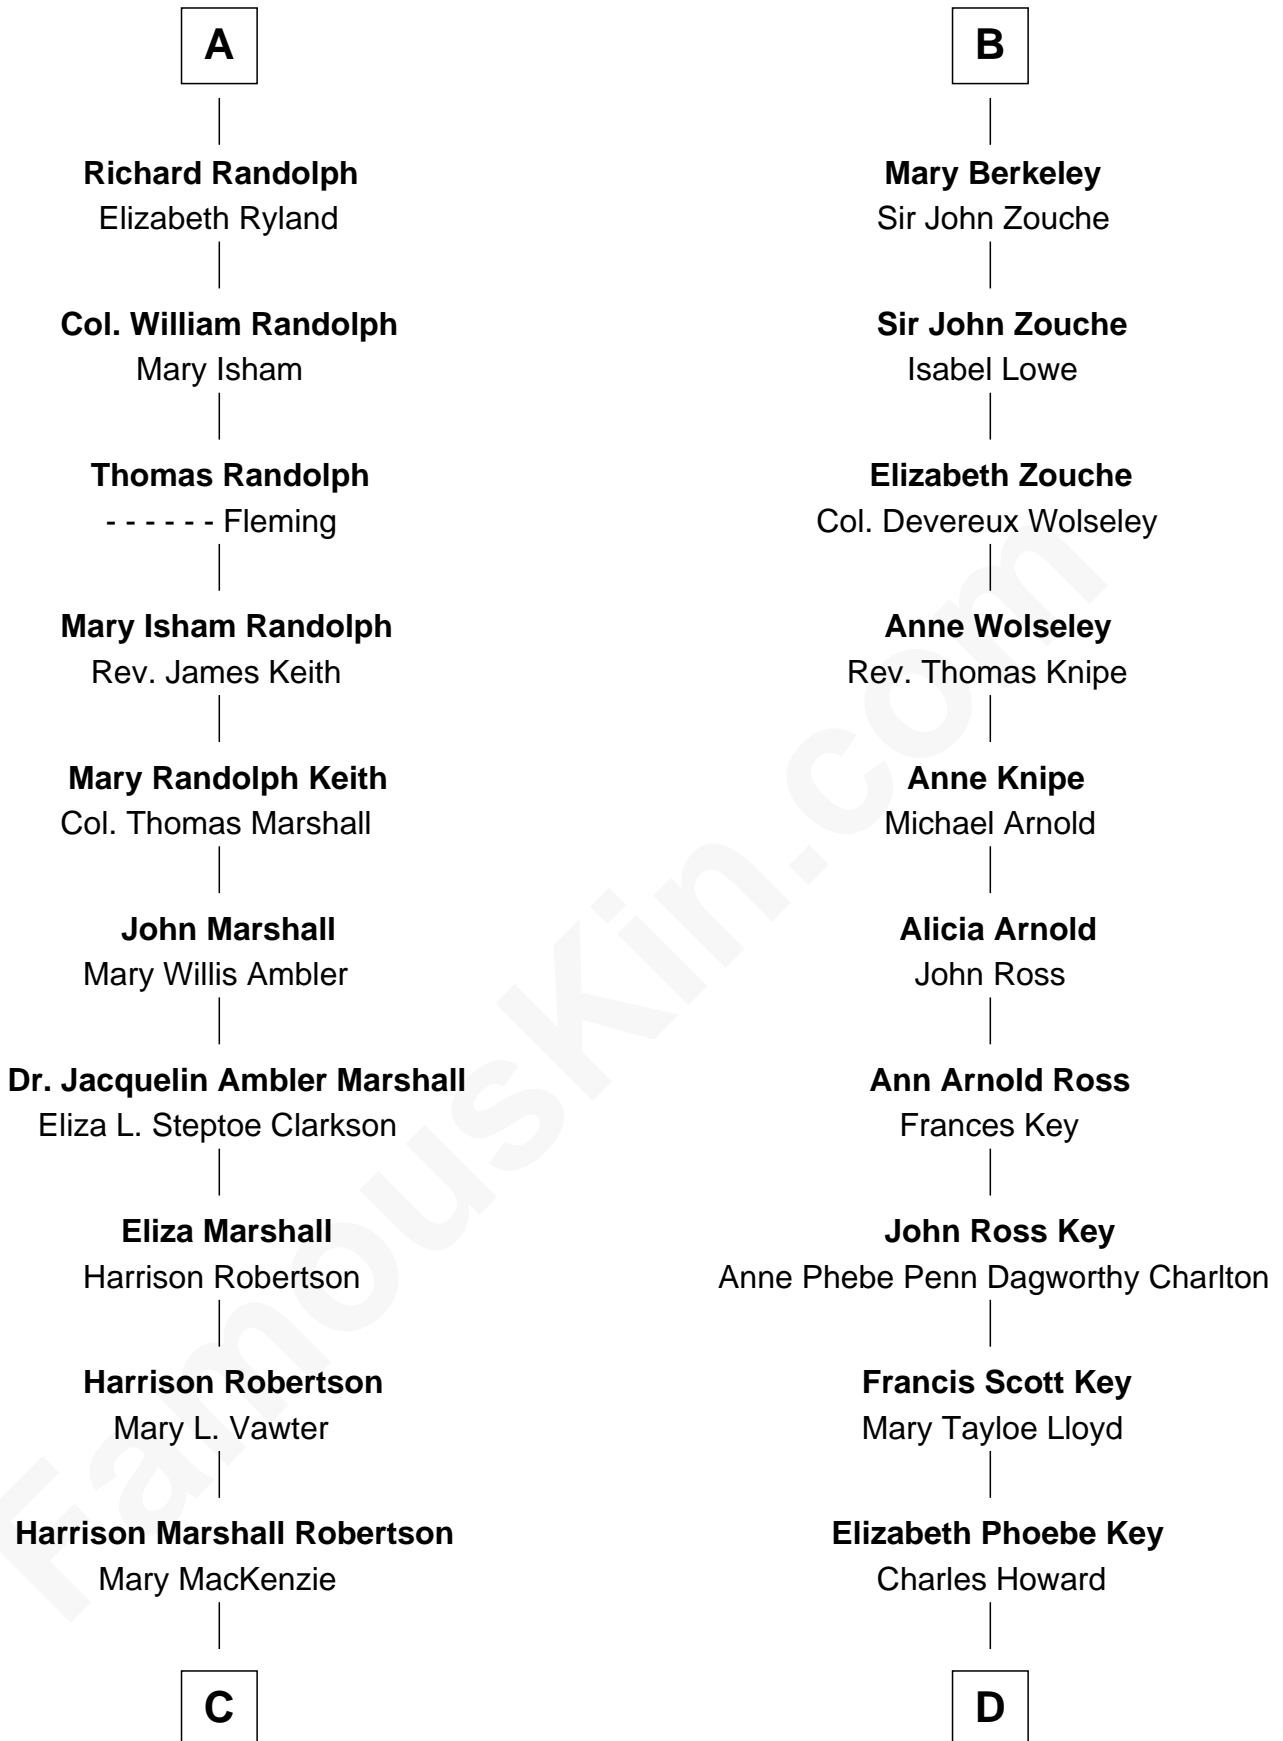 A
Richard Randolph
Elizabeth Ryland
Col. William Randolph
Mary Isham
Thomas Randolph
- - - - - - Fleming
Mary Isham Randolph
Rev. James Keith
Mary Randolph Keith
Col. Thomas Marshall
John Marshall
Mary Willis Ambler
Dr. Jacquelin Ambler Marshall
Eliza L. Steptoe Clarkson
Eliza Marshall
Harrison Robertson
Harrison Robertson
Mary L. Vawter
Harrison Marshall Robertson
Mary MacKenzie
C
B
Mary Berkeley
Sir John Zouche
Sir John Zouche
Isabel Lowe
Elizabeth Zouche
Col. Devereux Wolseley
Anne Wolseley
Rev. Thomas Knipe
Anne Knipe
Michael Arnold
Alicia Arnold
John Ross
Ann Arnold Ross
Frances Key
John Ross Key
Anne Phebe Penn Dagworthy Charlton
Francis Scott Key
Mary Tayloe Lloyd
Elizabeth Phoebe Key
Charles Howard
D
FamousKin.com